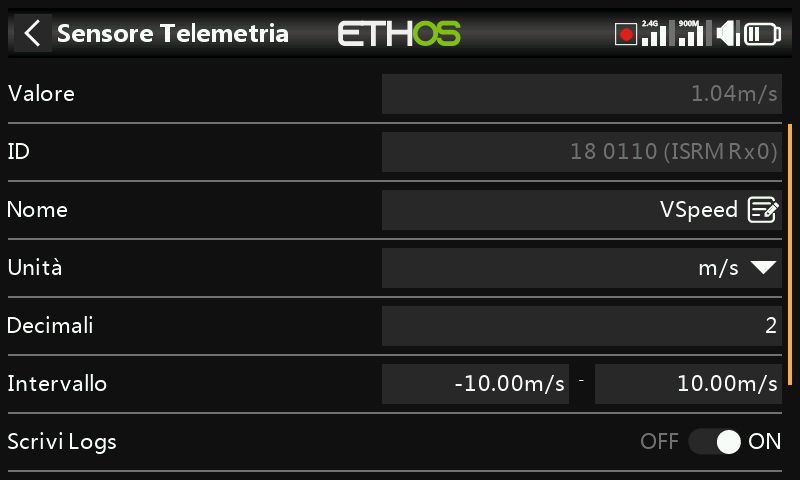 Sensore Telemetria ETHOS 2.4G 900M
Valore 1.04m/s
ID 18 0110 (ISRM Rx0)
Nome VSpeed
Unità m/s
Decimali 2
Intervallo -10.00m/s - 10.00m/s
Scrivi Logs OFF ON